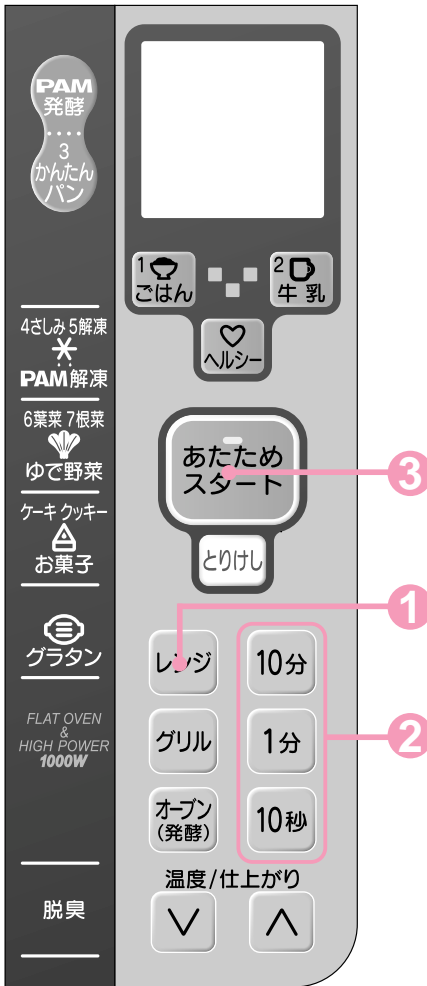 PAM
発酵
3
かんたん
パン
1
ごはん
2
牛乳
ヘルシー
4さしみ 5解凍
PAM解凍
6葉菜 7根菜
ゆで野菜
ケーキ クッキー
お菓子
グラタン
FLAT OVEN
&
HIGH POWER
1000W
脱臭
あたため
スタート
3
とりけし
1
レンジ
10分
2
グリル
1分
オーブン
(発酵)
10秒
温度/仕上がり